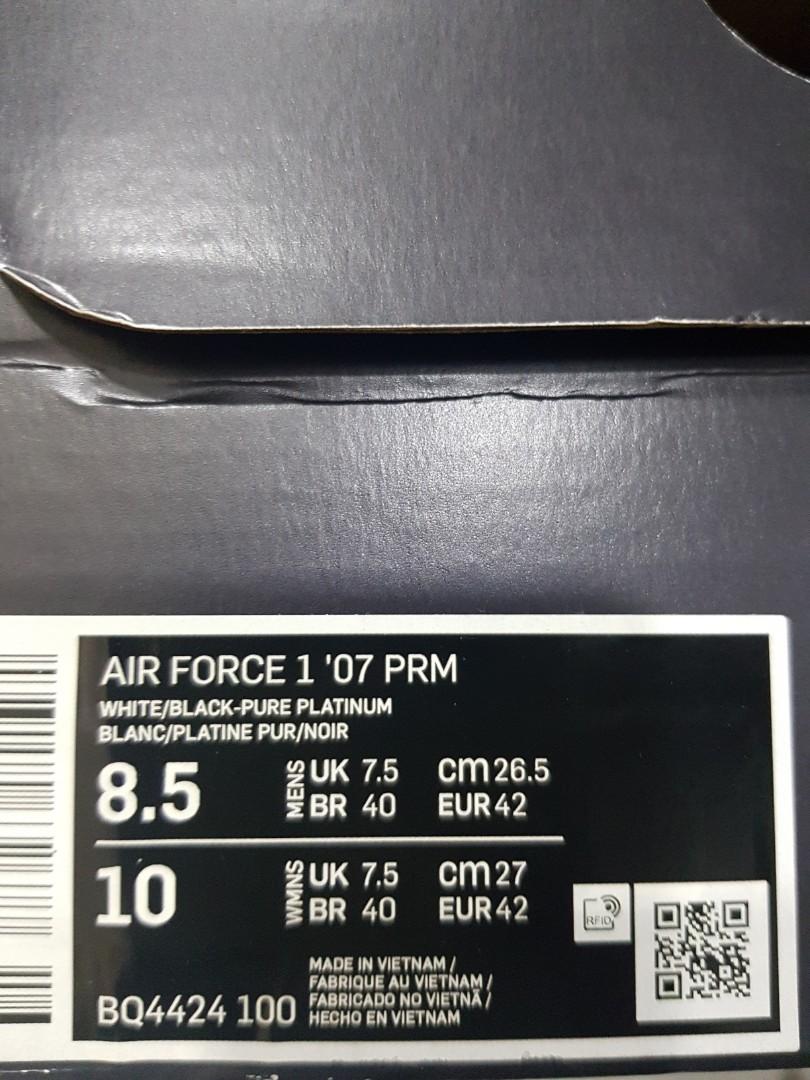 AIR FORCE 1 '07 PRM
WHITE/BLACK-PURE PLATINUM
BLANC/PLATINE PUR/NOIR
8.5 MENS UK 7.5 cm 26.5
BR 40 EUR 42
10 WMNS UK 7.5 cm 27
BR 40 EUR 42
RFID
MADE IN VIETNAM /
FABRIQUE AU VIETNAM /
FABRICADO NO VIETNÃ /
HECHO EN VIETNAM
BQ4424 100